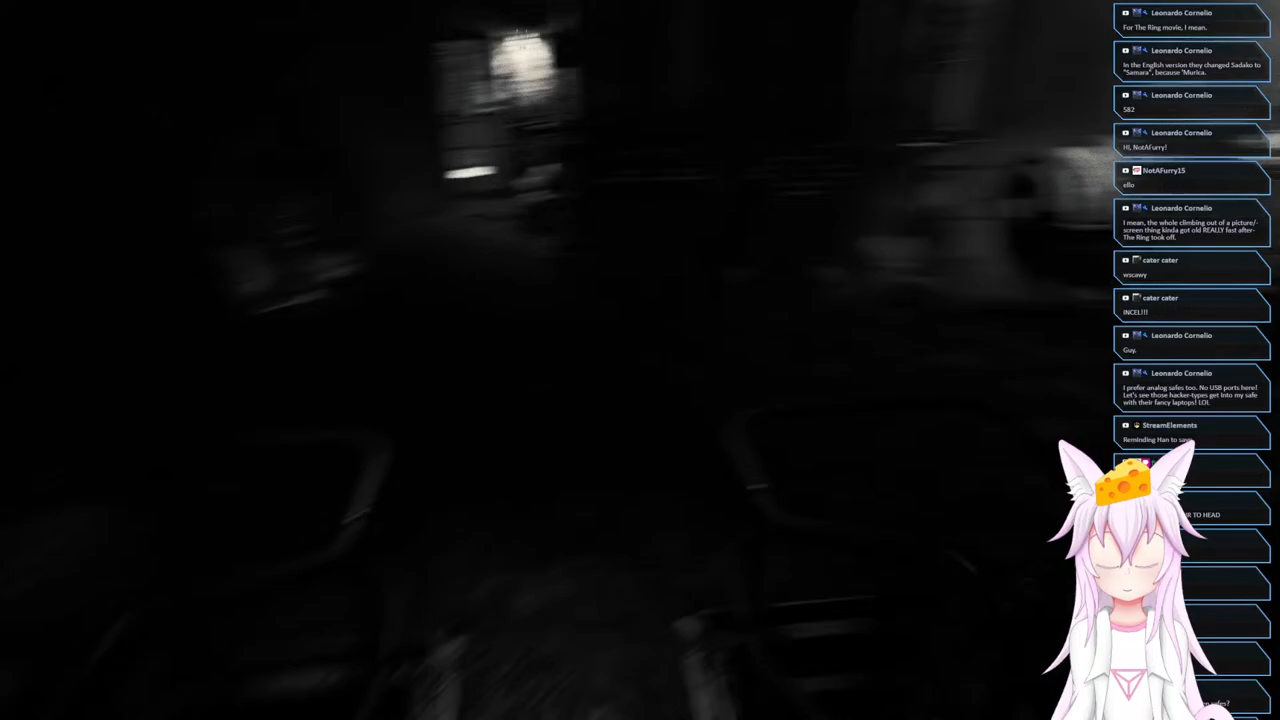 Leonardo Cornelio
For The Ring movie, I mean.
Leonardo Cornelio
In the English version they changed Sadako to
"Samara", because 'Murica.
Leonardo Cornelio
582
Leonardo Cornelio
Hi, NotAFurry!
NotAFurry15
ello
Leonardo Cornelio
I mean, the whole climbing out of a picture/
screen thing kinda got old REALLY fast after
The Ring took off.
cater cater
wscawy
cater cater
INCEL!!!
Leonardo Cornelio
Guy.
Leonardo Cornelio
I prefer analog safes too. No USB ports here!
Let's see those hacker-types get into my safe
with their fancy laptops! LOL
StreamElements
Reminding Han to save
TO HEAD